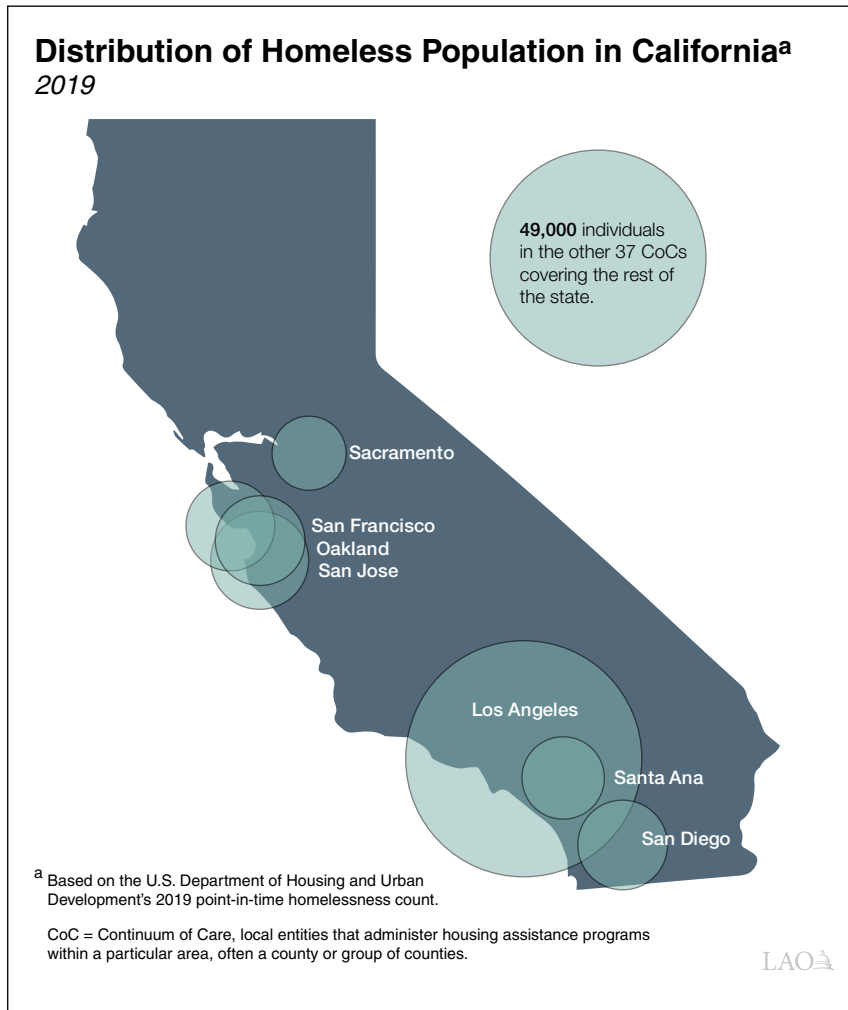 Distribution of Homeless Population in Californiaa
2019
49,000 individuals
in the other 37 CoCs
covering the rest of
the state.
Sacramento
San Francisco
Oakland
San Jose
Los Angeles
Santa Ana
San Diego
a Based on the U.S. Department of Housing and Urban
Development’s 2019 point-in-time homelessness count.
CoC = Continuum of Care, local entities that administer housing assistance programs
within a particular area, often a county or group of counties.
LAO